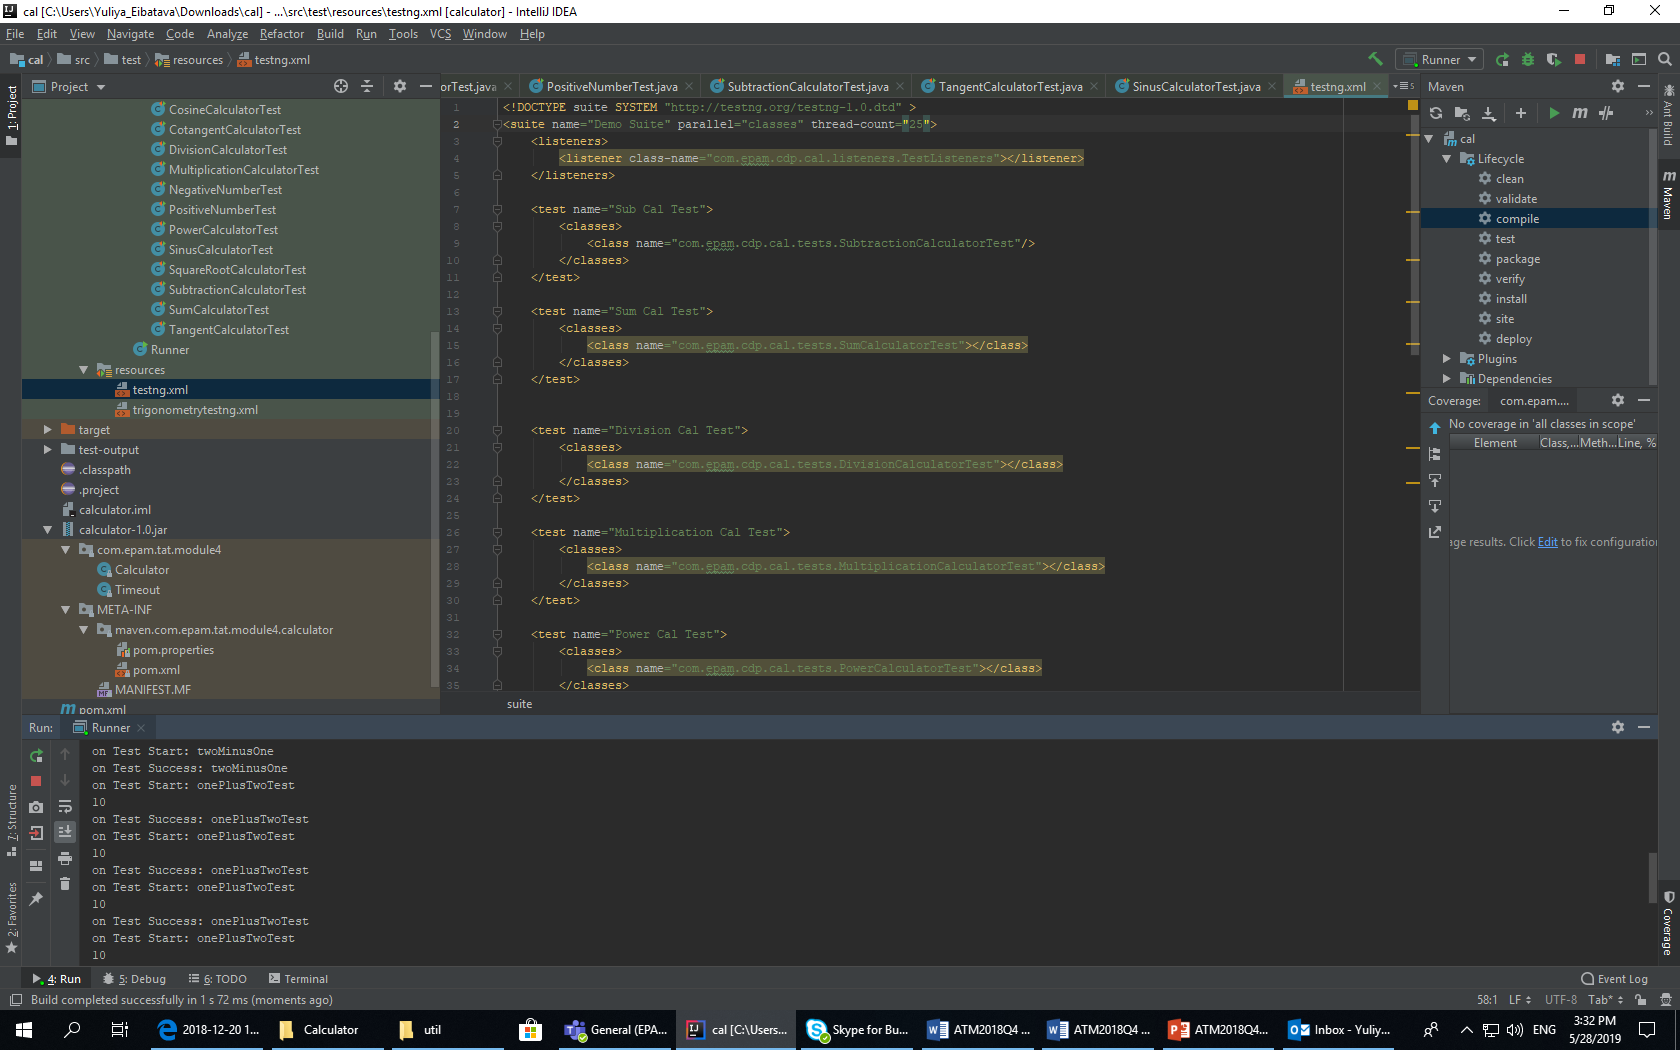 cal [C:\Users\Yuliya_Eibatava\Downloads\cal] - ...\src\test\resources\testng.xml [calculator] - IntelliJ IDEA
File Edit View Navigate Code Analyze Refactor Build Run Tools VCS Window Help
cal src test resources testng.xml
Runner
Project
orTest.java PositiveNumberTest.java SubtractionCalculatorTest.java TangentCalculatorTest.java SinusCalculatorTest.java testng.xml
1: Project
CosineCalculatorTest
CotangentCalculatorTest
DivisionCalculatorTest
MultiplicationCalculatorTest
NegativeNumberTest
PositiveNumberTest
PowerCalculatorTest
SinusCalculatorTest
SquareRootCalculatorTest
SubtractionCalculatorTest
SumCalculatorTest
TangentCalculatorTest
Runner
resources
testng.xml
trigonometrytestng.xml
target
test-output
.classpath
.project
calculator.iml
calculator-1.0.jar
com.epam.tat.module4
Calculator
Timeout
META-INF
maven.com.epam.tat.module4.calculator
pom.properties
pom.xml
MANIFEST.MF
pom.xml
1 <!DOCTYPE suite SYSTEM "http://testng.org/testng-1.0.dtd" >
2 <suite name="Demo Suite" parallel="classes" thread-count="25">
3 <listeners>
4 <listener class-name="com.epam.cdp.cal.listeners.TestListeners"></listener>
5 </listeners>
6
7 <test name="Sub Cal Test">
8 <classes>
9 <class name="com.epam.cdp.cal.tests.SubtractionCalculatorTest"/>
10 </classes>
11 </test>
12
13 <test name="Sum Cal Test">
14 <classes>
15 <class name="com.epam.cdp.cal.tests.SumCalculatorTest"></class>
16 </classes>
17 </test>
18
19
20 <test name="Division Cal Test">
21 <classes>
22 <class name="com.epam.cdp.cal.tests.DivisionCalculatorTest"></class>
23 </classes>
24 </test>
25
26 <test name="Multiplication Cal Test">
27 <classes>
28 <class name="com.epam.cdp.cal.tests.MultiplicationCalculatorTest"></class>
29 </classes>
30 </test>
31
32 <test name="Power Cal Test">
33 <classes>
34 <class name="com.epam.cdp.cal.tests.PowerCalculatorTest"></class>
35 </classes>
suite
Maven
cal
Lifecycle
clean
validate
compile
test
package
verify
install
site
deploy
Plugins
Dependencies
Coverage: com.epam....
No coverage in 'all classes in scope'
Element Class,... Meth... Line, %
age results. Click Edit to fix configuration
Ant Build
Maven
Coverage
Run: Runner
on Test Start: twoMinusOne
on Test Success: twoMinusOne
on Test Start: onePlusTwoTest
10
on Test Success: onePlusTwoTest
on Test Start: onePlusTwoTest
10
on Test Success: onePlusTwoTest
on Test Start: onePlusTwoTest
10
on Test Success: onePlusTwoTest
on Test Start: onePlusTwoTest
10
7: Structure
2: Favorites
4: Run 5: Debug 6: TODO Terminal Event Log
Build completed successfully in 1 s 72 ms (moments ago) 58:1 LF UTF-8 Tab*
2018-12-20 1... Calculator util General (EPA... cal [C:\Users... Skype for Bu... ATM2018Q4 ... ATM2018Q4 ... ATM2018Q4... Inbox - Yuliy... ENG
3:32 PM
5/28/2019